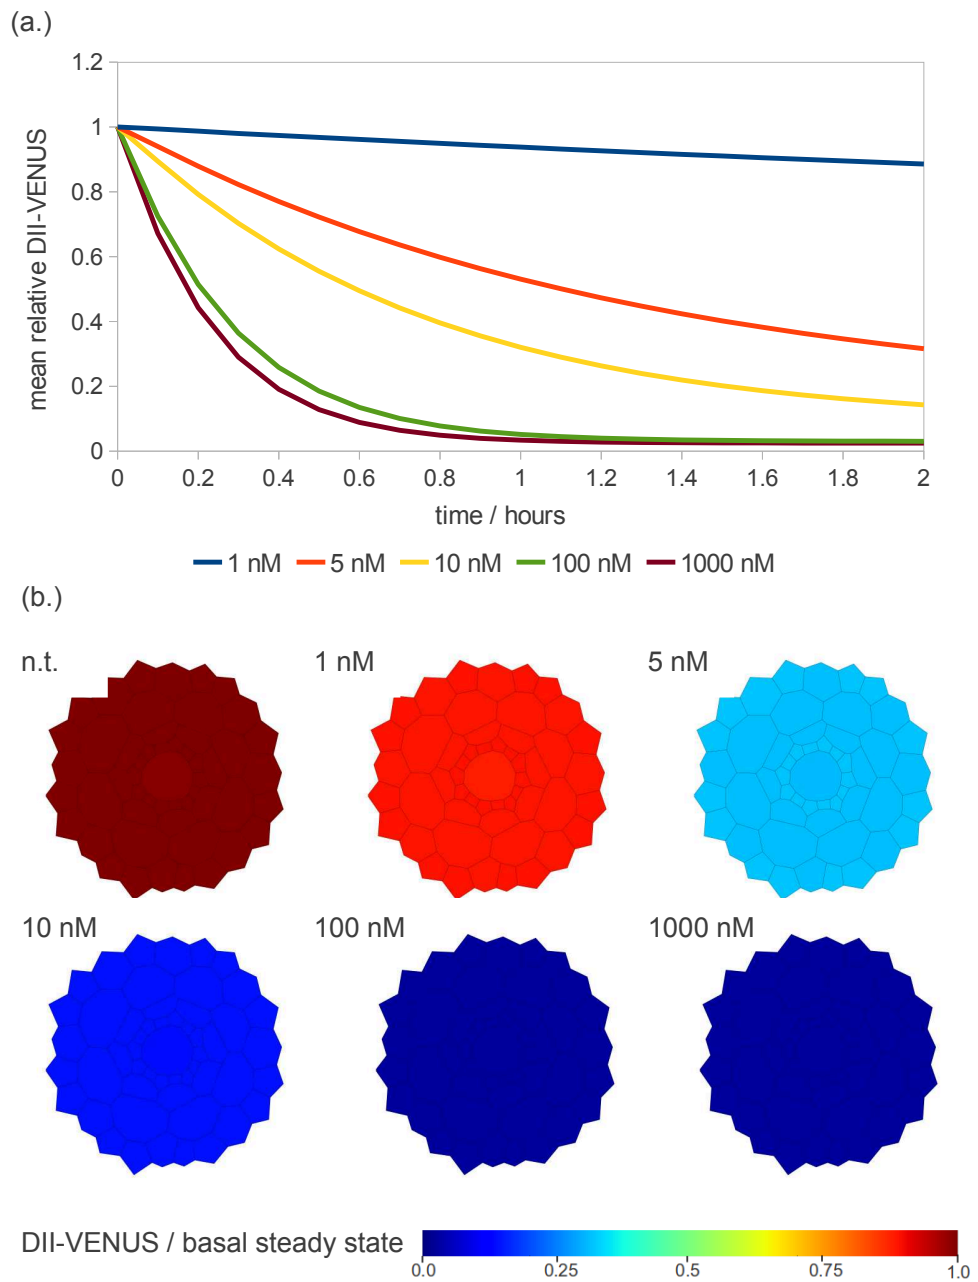 (a.)
1.2
1
0.8
0.6
0.4
0.2
0
mean relative DII-VENUS
0 0.2 0.4 0.6 0.8 1 1.2 1.4 1.6 1.8 2
time / hours
1 nM 5 nM 10 nM 100 nM 1000 nM
(b.)
n.t. 1 nM 5 nM
10 nM 100 nM 1000 nM
DII-VENUS / basal steady state
0.0 0.25 0.5 0.75 1.0